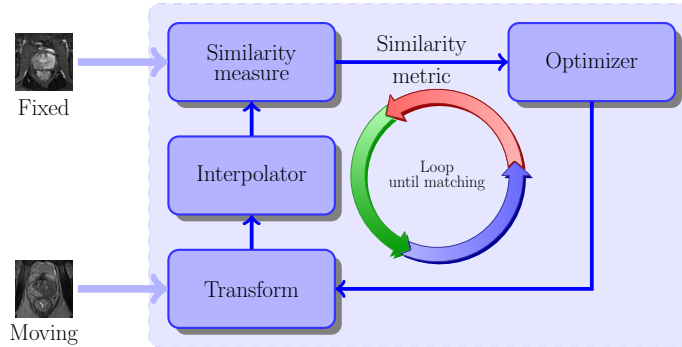 Similarity
measure
Similarity
metric
Optimizer
Fixed
Interpolator
Loop
until matching
Transform
Moving